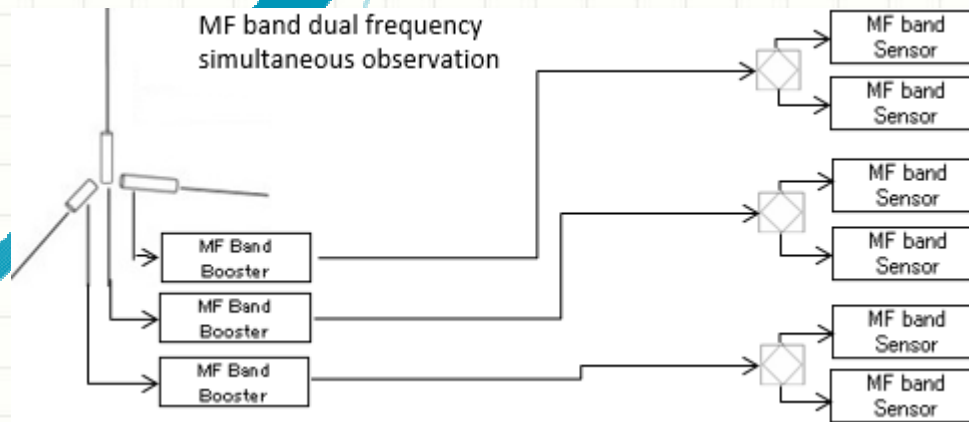 MF band dual frequency
simultaneous observation
MF band
Sensor
MF band
Sensor
MF band
Sensor
MF Band
Booster
MF band
Sensor
MF Band
Booster
MF band
Sensor
MF Band
Booster
MF band
Sensor